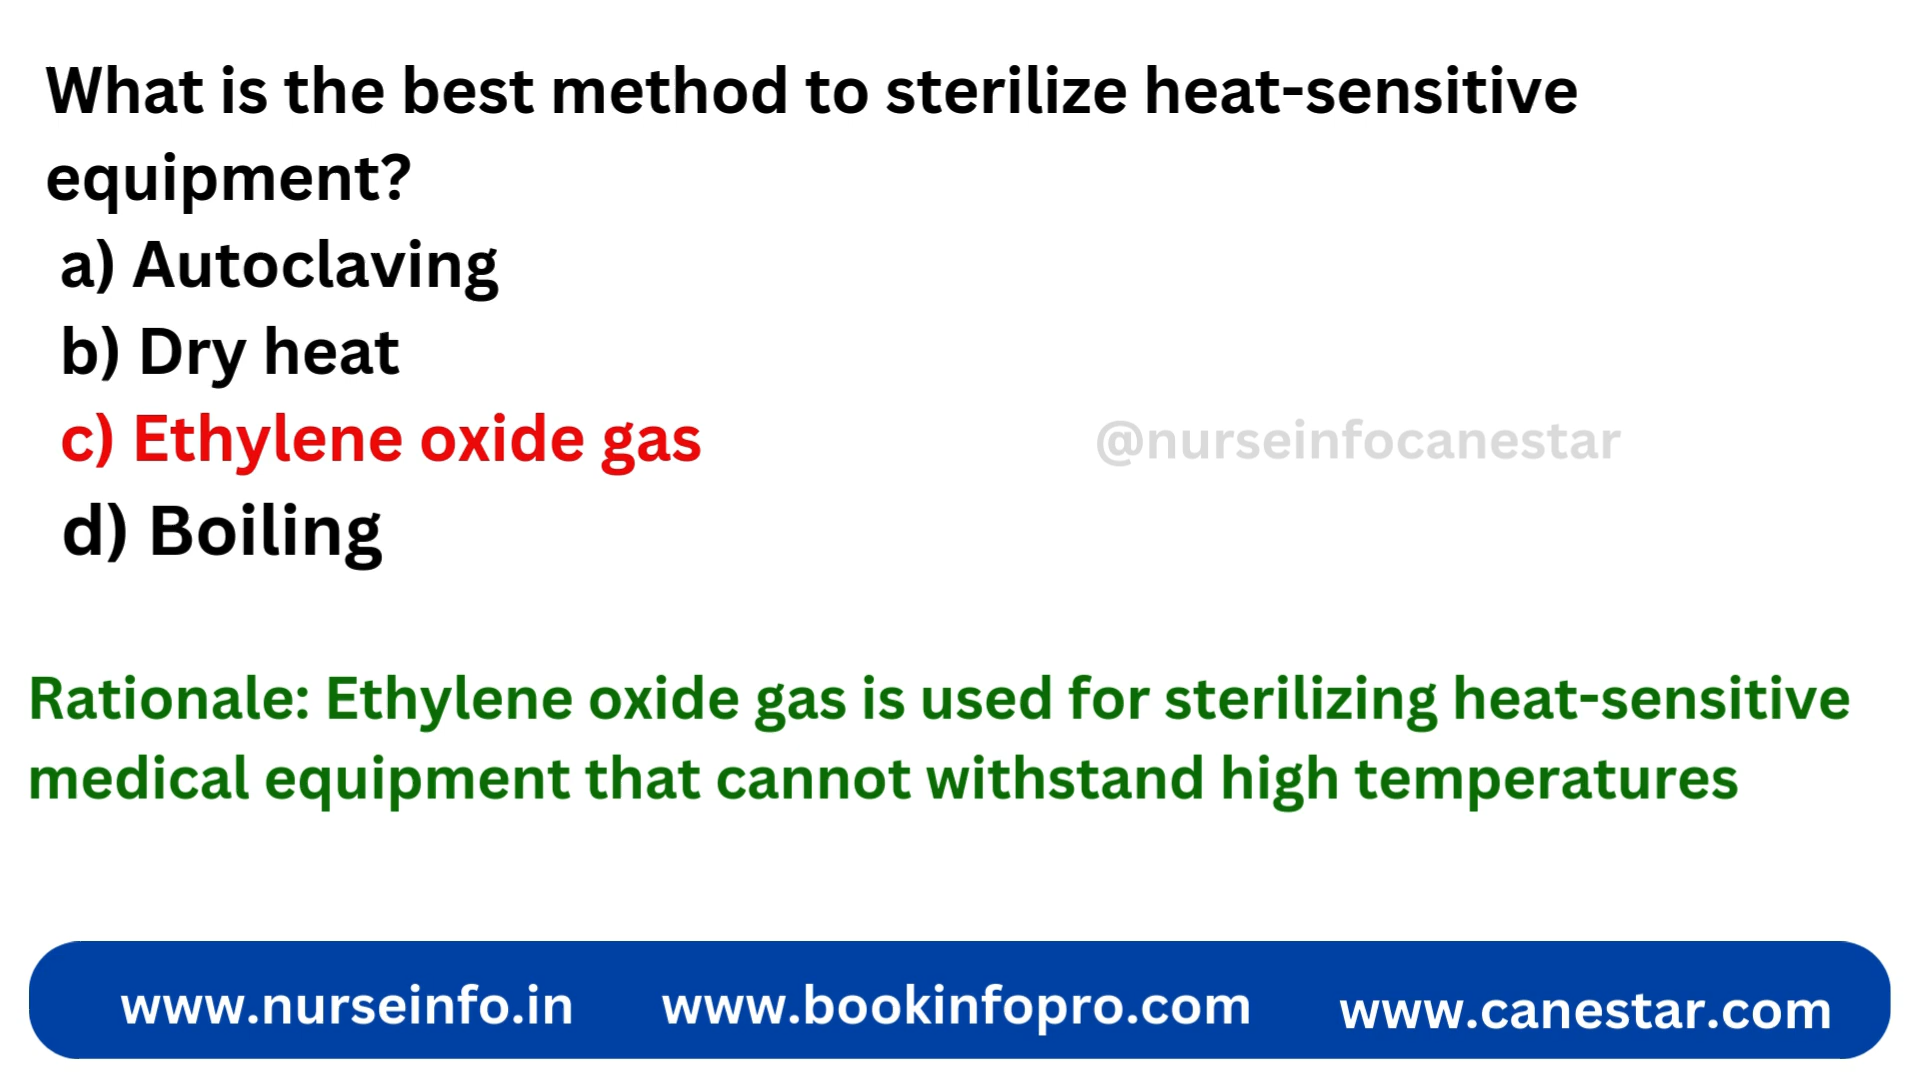 What is the best method to sterilize heat-sensitive
equipment?
a) Autoclaving
b) Dry heat
c) Ethylene oxide gas
@nurseinfocanestar
d) Boiling
Rationale: Ethylene oxide gas is used for sterilizing heat-sensitive
medical equipment that cannot withstand high temperatures
www.nurseinfo.in www.bookinfopro.com www.canestar.com